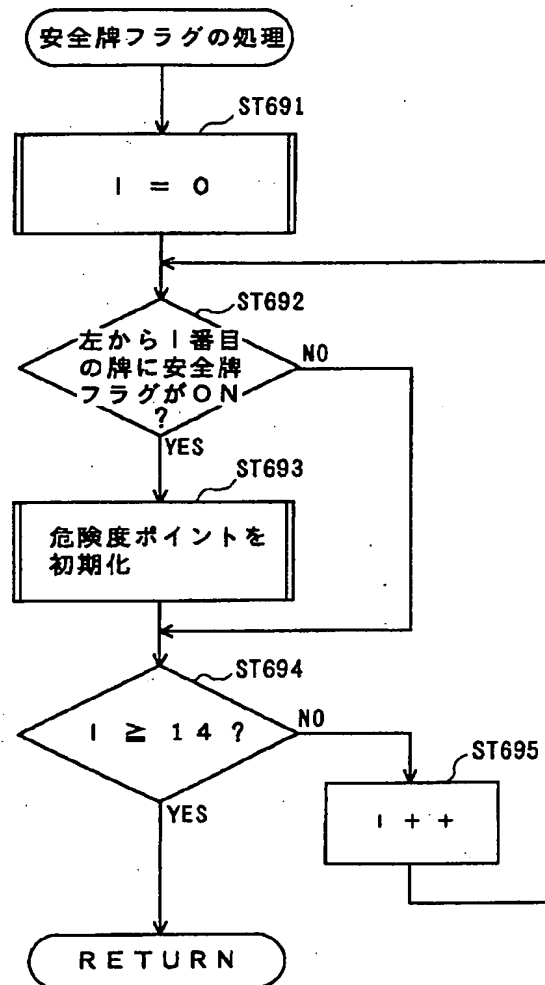 安全牌フラグの処理
ST691
I = 0
ST692
左からI番目
の牌に安全牌
フラグがON
?
NO
YES
ST693
危険度ポイントを
初期化
ST694
I ≧ 14 ?
NO
YES
ST695
I + +
RETURN